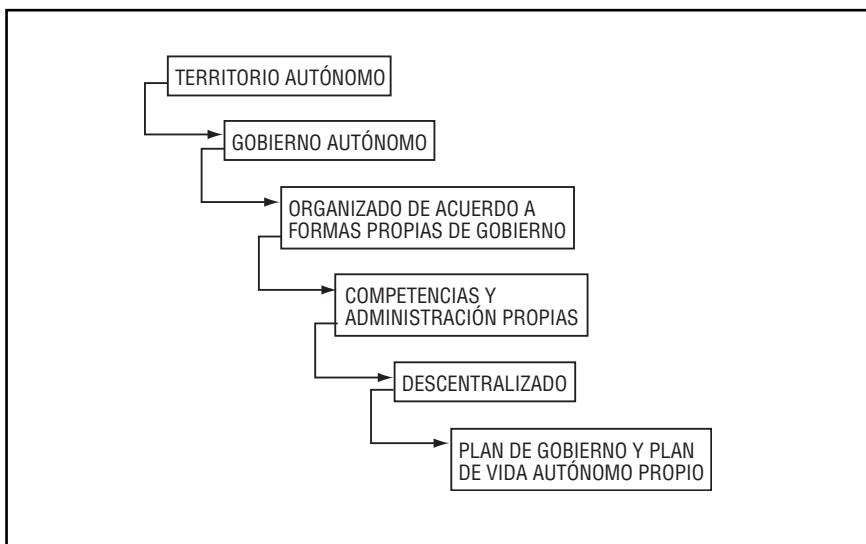 TERRITORIO AUTÓNOMO
GOBIERNO AUTÓNOMO
ORGANIZADO DE ACUERDO A
FORMAS PROPIAS DE GOBIERNO
COMPETENCIAS Y
ADMINISTRACIÓN PROPIAS
DESCENTRALIZADO
PLAN DE GOBIERNO Y PLAN
DE VIDA AUTÓNOMO PROPIO